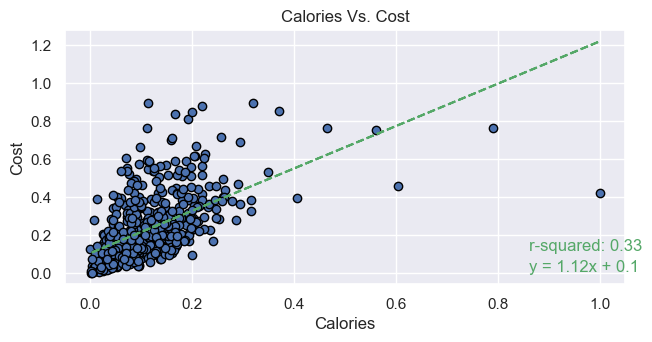 Calories Vs. Cost
1.2
1.0
0.8
0.6
0.4
0.2
0.0
Cost
r-squared: 0.33
y = 1.12x + 0.1
0.0 0.2 0.4 0.6 0.8 1.0
Calories